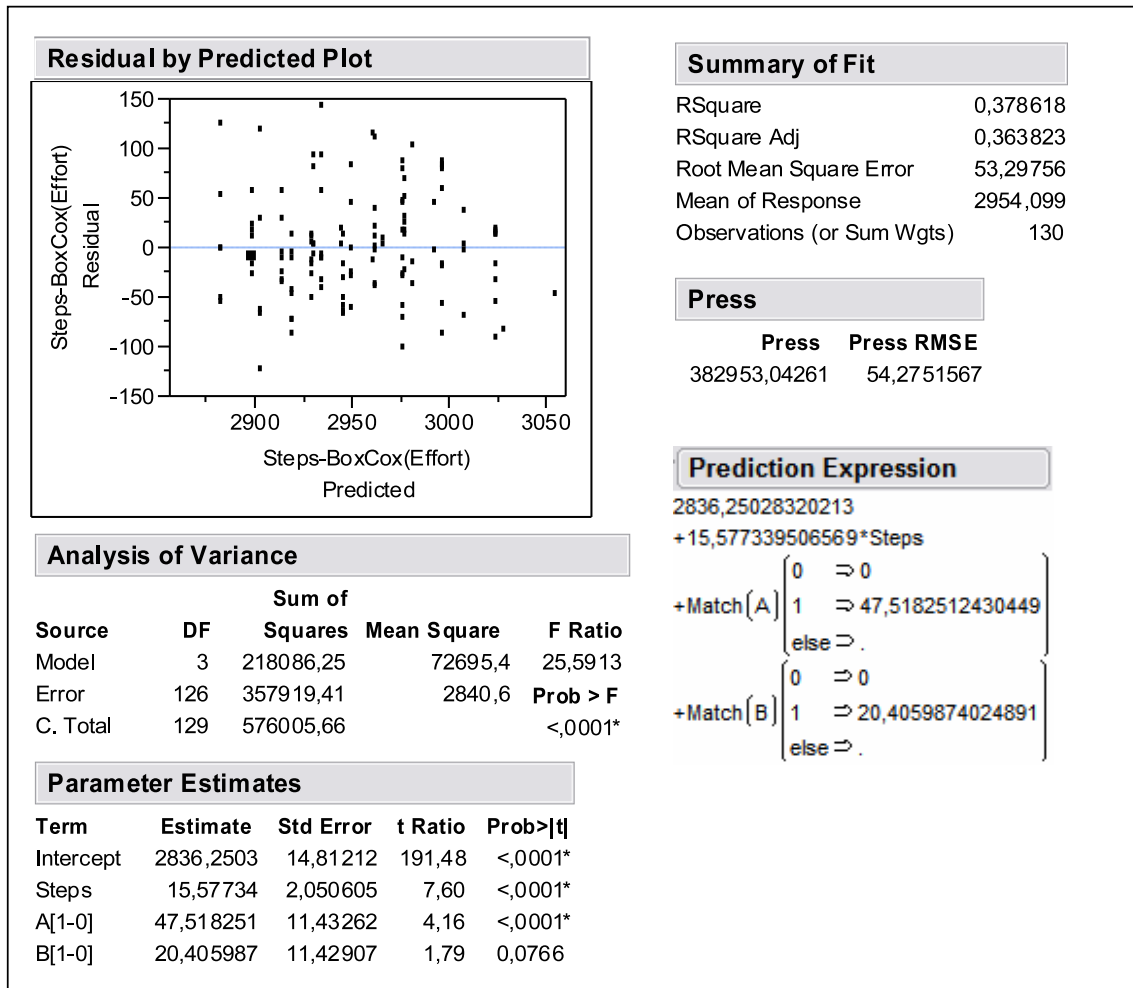 Residual by Predicted Plot
150
100
50
0
-50
-100
-150
Steps-BoxCox(Effort)
Residual
2900 2950 3000 3050
Steps-BoxCox(Effort)
Predicted
Analysis of Variance
Sum of
Source DF Squares Mean Square F Ratio
Model 3 218086,25 72695,4 25,5913
Error 126 357919,41 2840,6 Prob > F
C. Total 129 576005,66 <,0001*
Parameter Estimates
Term Estimate Std Error t Ratio Prob>|t|
Intercept 2836,2503 14,81212 191,48 <,0001*
Steps 15,57734 2,050605 7,60 <,0001*
A[1-0] 47,518251 11,43262 4,16 <,0001*
B[1-0] 20,405987 11,42907 1,79 0,0766
Summary of Fit
RSquare 0,378618
RSquare Adj 0,363823
Root Mean Square Error 53,29756
Mean of Response 2954,099
Observations (or Sum Wgts) 130
Press
Press Press RMSE
382953,04261 54,2751567
Prediction Expression
2836,25028320213
+15,577339506569*Steps
0 ⇒ 0
+Match(A) 1 ⇒ 47,5182512430449
else ⇒ .
0 ⇒ 0
+Match(B) 1 ⇒ 20,4059874024891
else ⇒ .